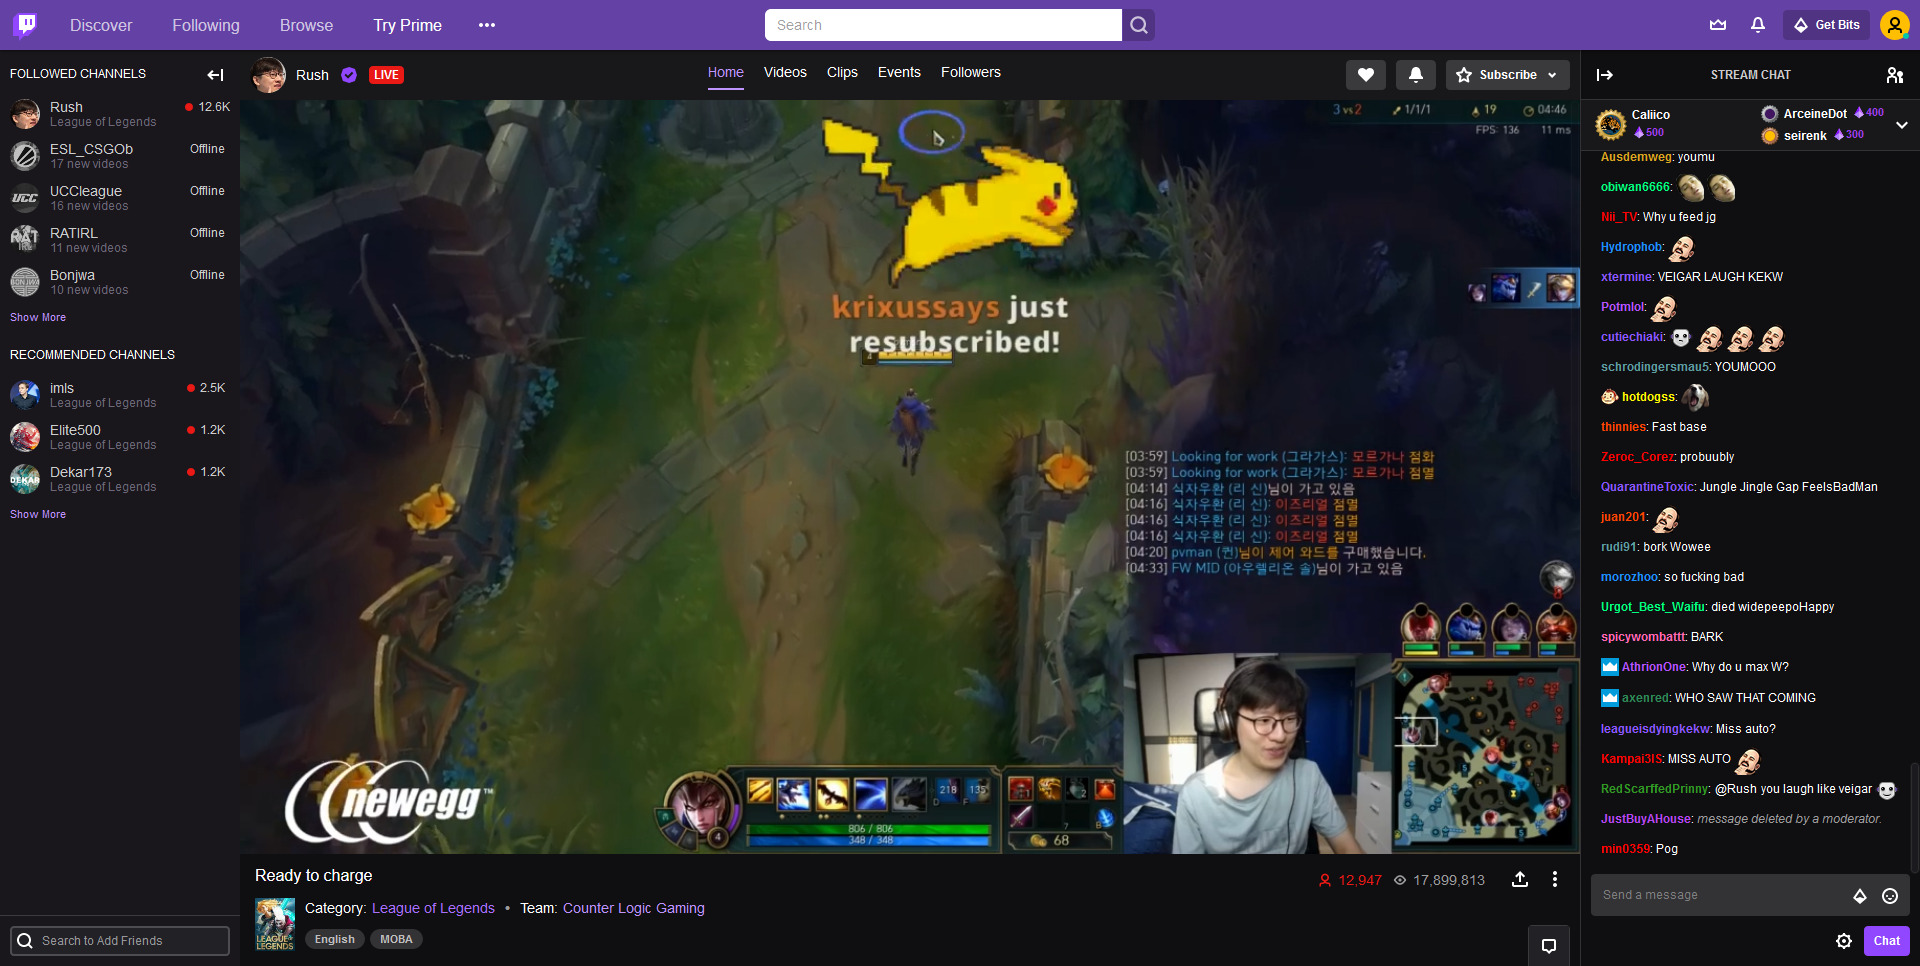 Discover
Following
Browse
Try Prime
Search
Get Bits
FOLLOWED CHANNELS
Rush
12.6K
League of Legends
ESL_CSGOb
Offline
17 new videos
UCCleague
Offline
16 new videos
RATIRL
Offline
11 new videos
Bonjwa
Offline
10 new videos
Show More
RECOMMENDED CHANNELS
imls
2.5K
League of Legends
Elite500
1.2K
League of Legends
Dekar173
1.2K
League of Legends
Show More
Search to Add Friends
Rush
LIVE
Home
Videos
Clips
Events
Followers
Subscribe
3 vs 2
1/1/1
19
04:46
FPS: 136
11 ms
krixussays just
resubscribed!
[03:59] Looking for work (그라가스): 모르가나 점화
[03:59] Looking for work (그라가스): 모르가나 점멸
[04:14] 식자우환 (리 신)님이 가고 있음
[04:16] 식자우환 (리 신): 이즈리얼 점멸
[04:16] 식자우환 (리 신): 이즈리얼 점멸
[04:16] 식자우환 (리 신): 이즈리얼 점멸
[04:20] pvman (퀸)님이 제어 와드를 구매했습니다.
[04:33] FW MID (아우렐리온 솔)님이 가고 있음
newegg™
4
218
135
D
F
806 / 806
348 / 348
2
7
8
68
Ready to charge
12,947
17,899,813
Category: League of Legends • Team: Counter Logic Gaming
LEAGUE
LEGENDS
English
MOBA
STREAM CHAT
Caliico
500
ArceineDot
400
seirenk
300
Ausdemweg: youmu
obiwan6666:
Nii_TV: Why u feed jg
Hydrophob:
xtermine: VEIGAR LAUGH KEKW
Potmlol:
cutiechiaki:
schrodingersmau5: YOUMOOO
hotdogss:
thinnies: Fast base
Zeroc_Corez: probuubly
QuarantineToxic: Jungle Jingle Gap FeelsBadMan
juan201:
rudi91: bork Wowee
morozhoo: so fucking bad
Urgot_Best_Waifu: died widepeepoHappy
spicywombattt: BARK
AthrionOne: Why do u max W?
axenred: WHO SAW THAT COMING
leagueisdyingkekw: Miss auto?
Kampai3IS: MISS AUTO
RedScarffedPrinny: @Rush you laugh like veigar
JustBuyAHouse: message deleted by a moderator.
min0359: Pog
Send a message
Chat